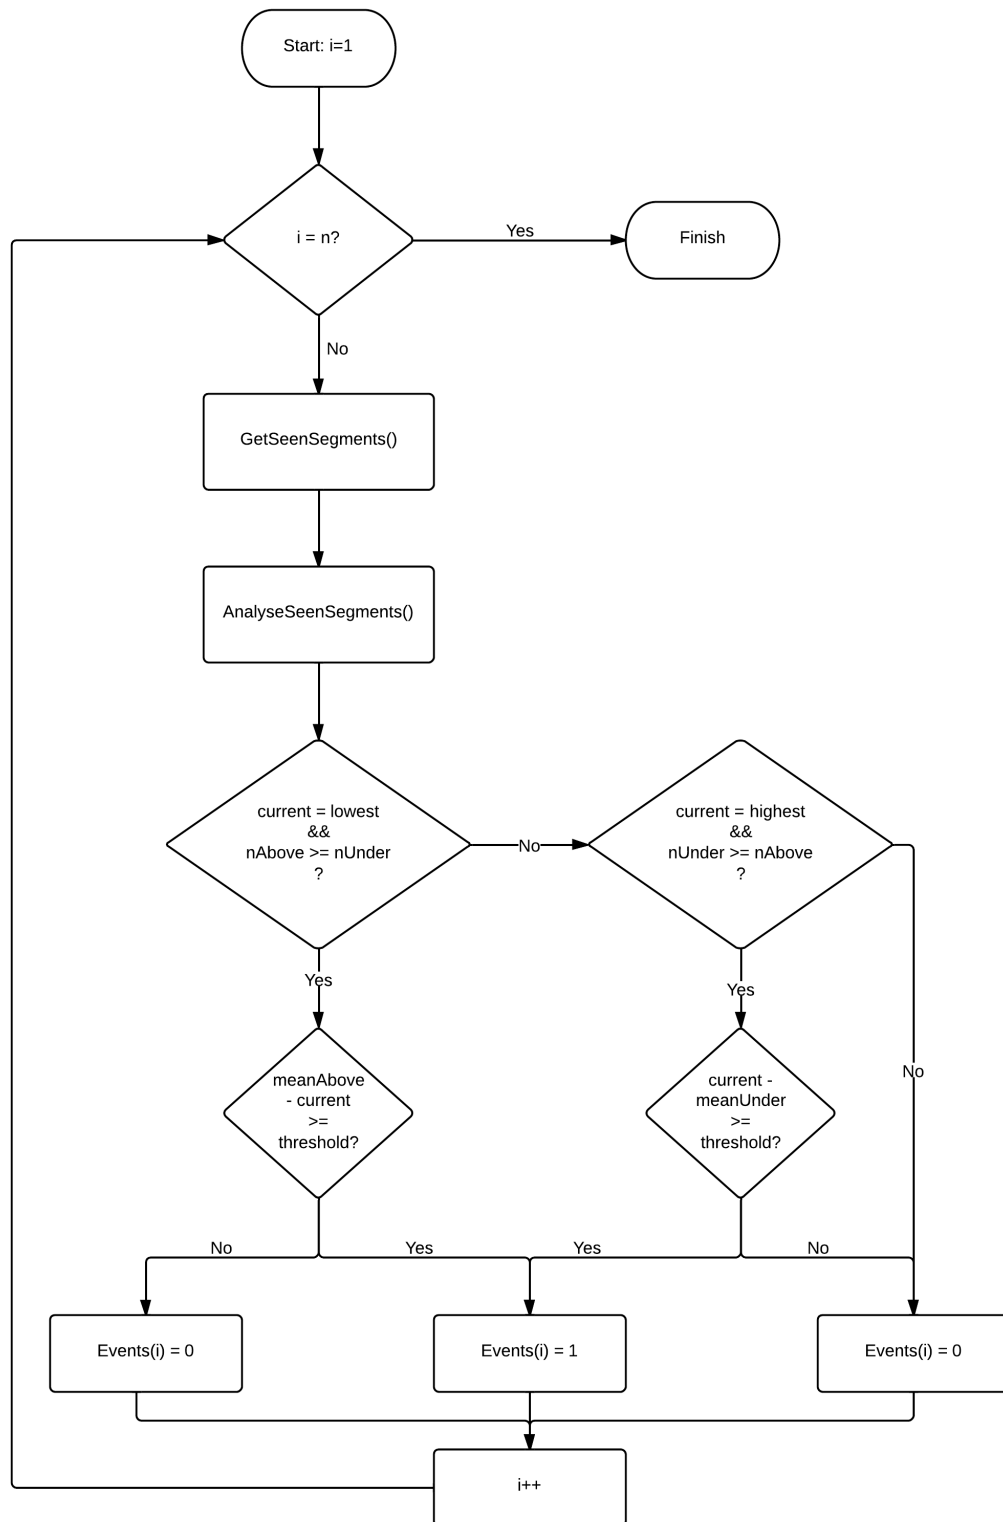 Start: i=1
i = n?
Yes
Finish
No
GetSeenSegments()
AnalyseSeenSegments()
current = lowest
&&
nAbove >= nUnder
?
No
current = highest
&&
nUnder >= nAbove
?
Yes
Yes
meanAbove
- current
>=
threshold?
current -
meanUnder
>=
threshold?
No
No
Yes
Yes
No
Events(i) = 0
Events(i) = 1
Events(i) = 0
i++